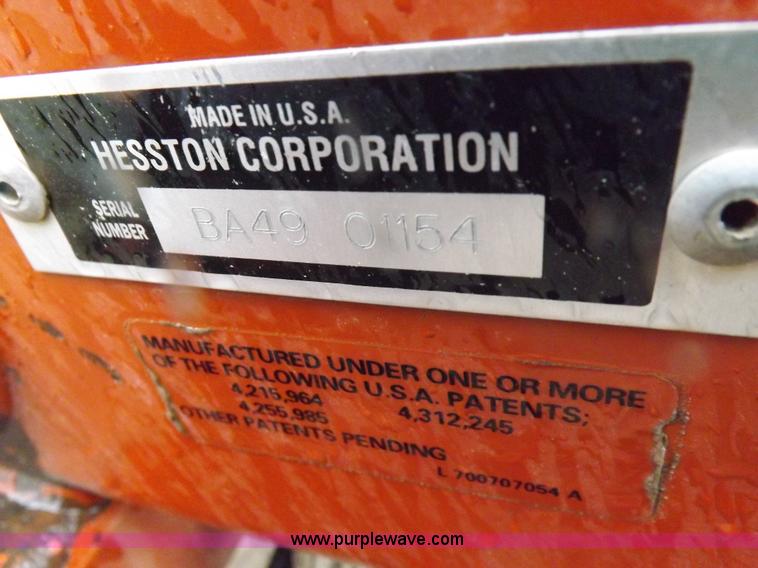 MADE IN U.S.A.
HESSTON CORPORATION
SERIAL
NUMBER
BA49 01154
MANUFACTURED UNDER ONE OR MORE
OF THE FOLLOWING U.S.A. PATENTS;
4,215,964
4,255,985 4,312,245
OTHER PATENTS PENDING
L 700707054 A
www.purplewave.com